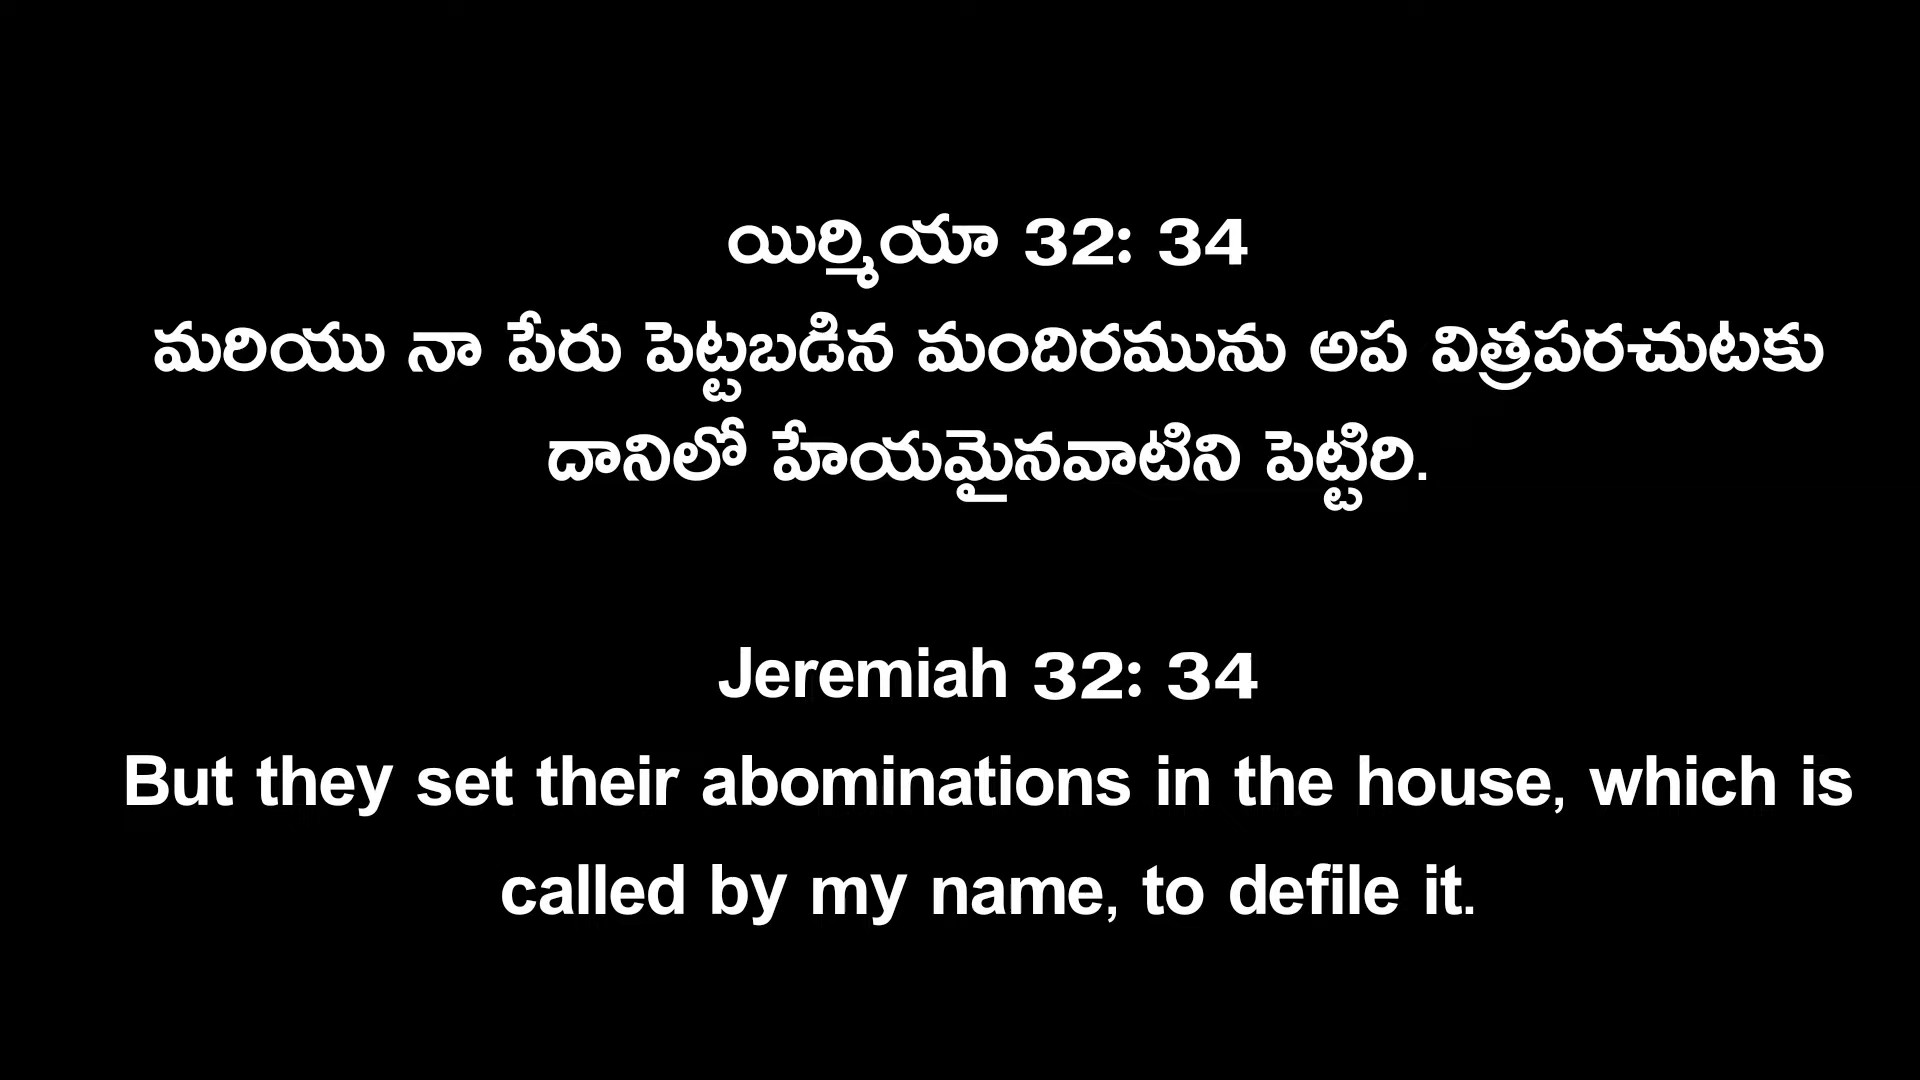 యిర్మియా 32: 34
మరియు నా పేరు పెట్టబడిన మందిరమును అప విత్రపరచుటకు
దానిలో హేయమైనవాటిని పెట్టిరి.
Jeremiah 32: 34
But they set their abominations in the house, which is
called by my name, to defile it.